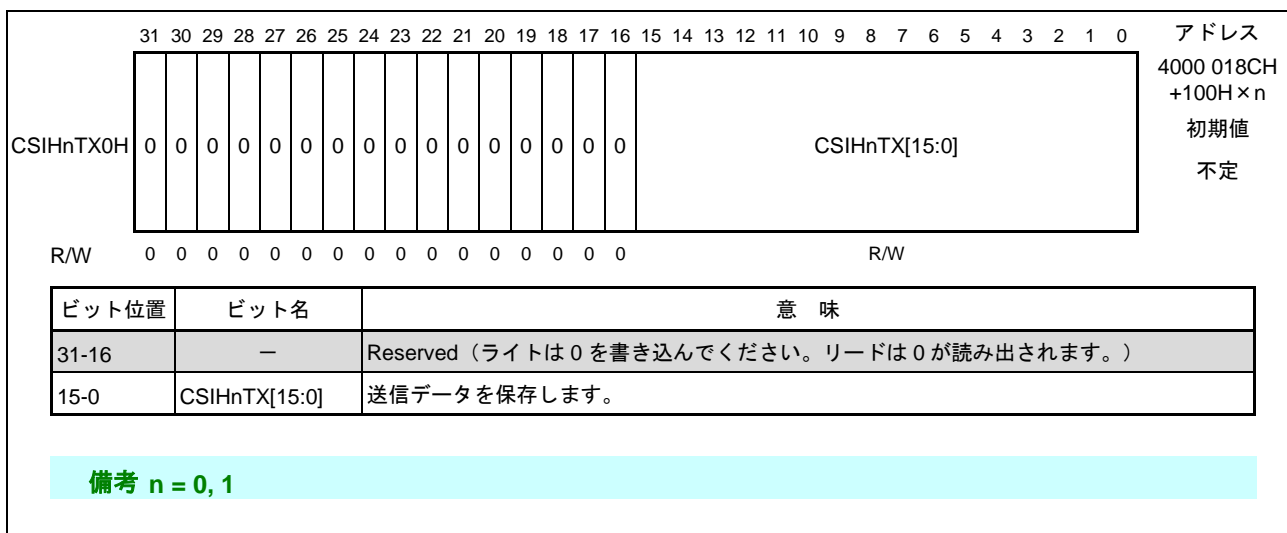 31 30 29 28 27 26 25 24 23 22 21 20 19 18 17 16 15 14 13 12 11 10 9 8 7 6 5 4 3 2 1 0 アドレス
4000 018CH
+100H×n
CSIHnTX0H 0 0 0 0 0 0 0 0 0 0 0 0 0 0 0 0 CSIHnTX[15:0] 初期値
不定
R/W 0 0 0 0 0 0 0 0 0 0 0 0 0 0 0 0 R/W
ビット位置 ビット名 意 味
31-16 － Reserved（ライトは 0 を書き込んでください。リードは 0 が読み出されます。）
15-0 CSIHnTX[15:0] 送信データを保存します。
備考 n = 0, 1